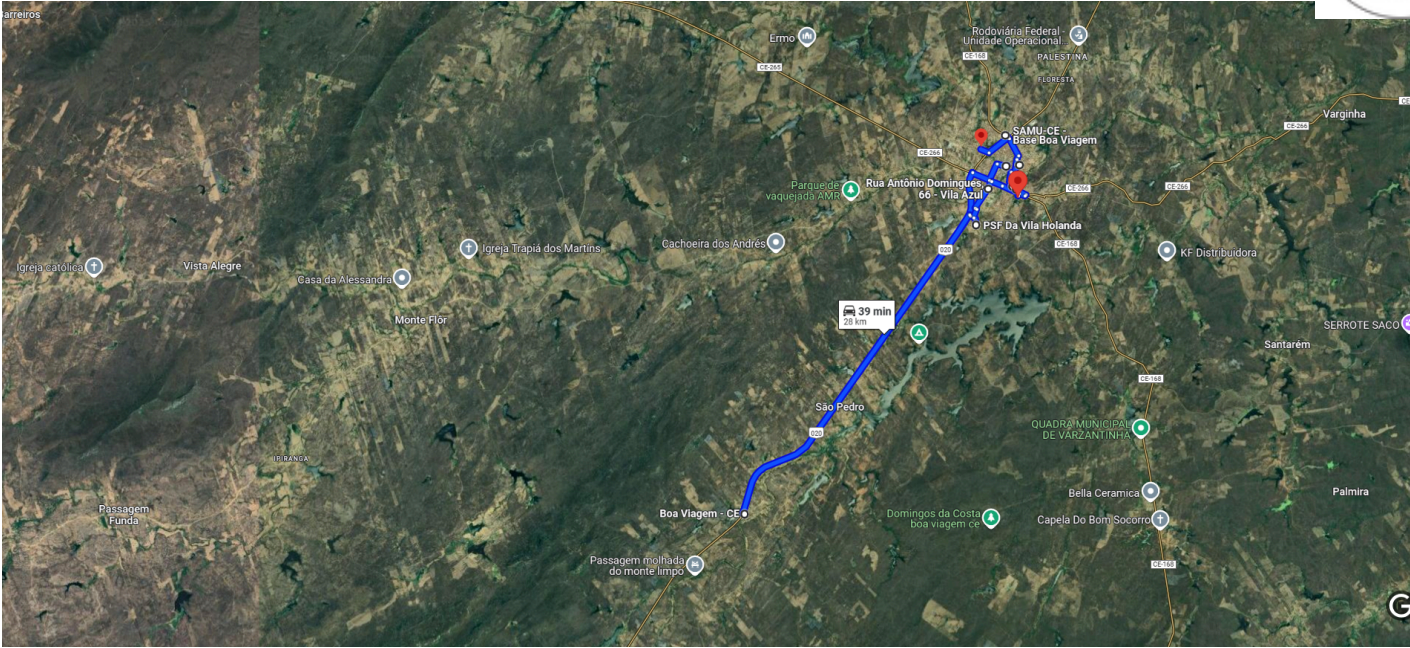 Barreiros
Ermo
Rodoviária Federal -
Unidade Operacional...
CE-168
PALESTINA
CE-265
FLORESTA
CE
Varginha
CE-266
SAMU-CE -
Base Boa Viagem
CE-266
Parque de
vaquejada AMR
Rua Antônio Domingues,
66 - Vila Azul
CE-266
CE-266
PSF Da Vila Holanda
Igreja Trapiá dos Martins
Cachoeira dos Andrés
020
CE-168
KF Distribuidora
Igreja católica
Vista Alegre
Casa da Alessandra
39 min
28 km
Monte Flôr
SERROTE SACO
Santarém
CE-168
São Pedro
020
QUADRA MUNICIPAL
DE VARZANTINHA
IPIRANGA
Bella Ceramica
Palmira
Passagem
Funda
Boa Viagem - CE
Domingos da Costa
boa viagem ce
Capela Do Bom Socorro
Passagem molhada
do monte limpo
CE-168
G